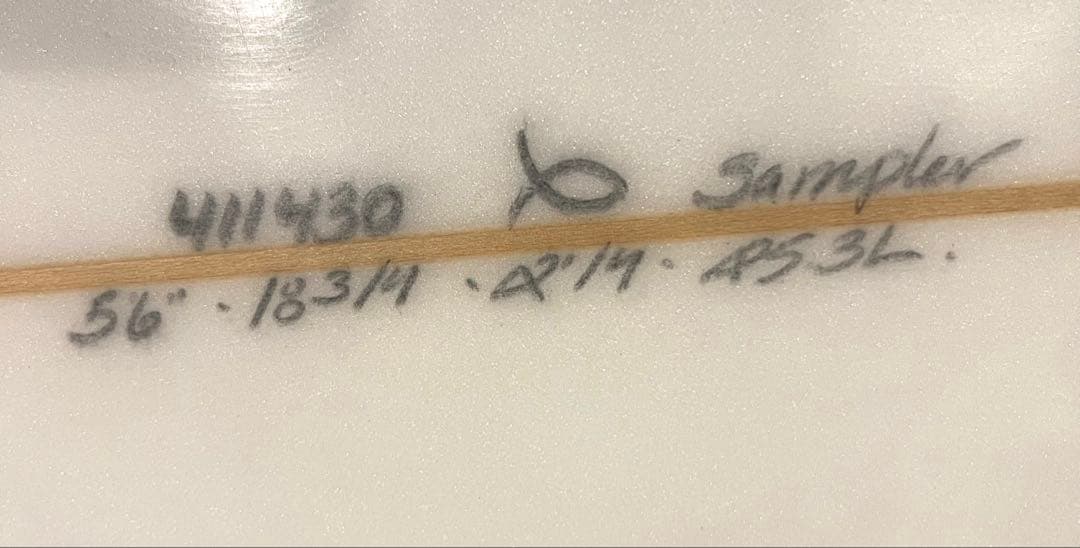 411430 Sampler
5'6" · 18 3/4 · 2"1/4 · 25.3L.